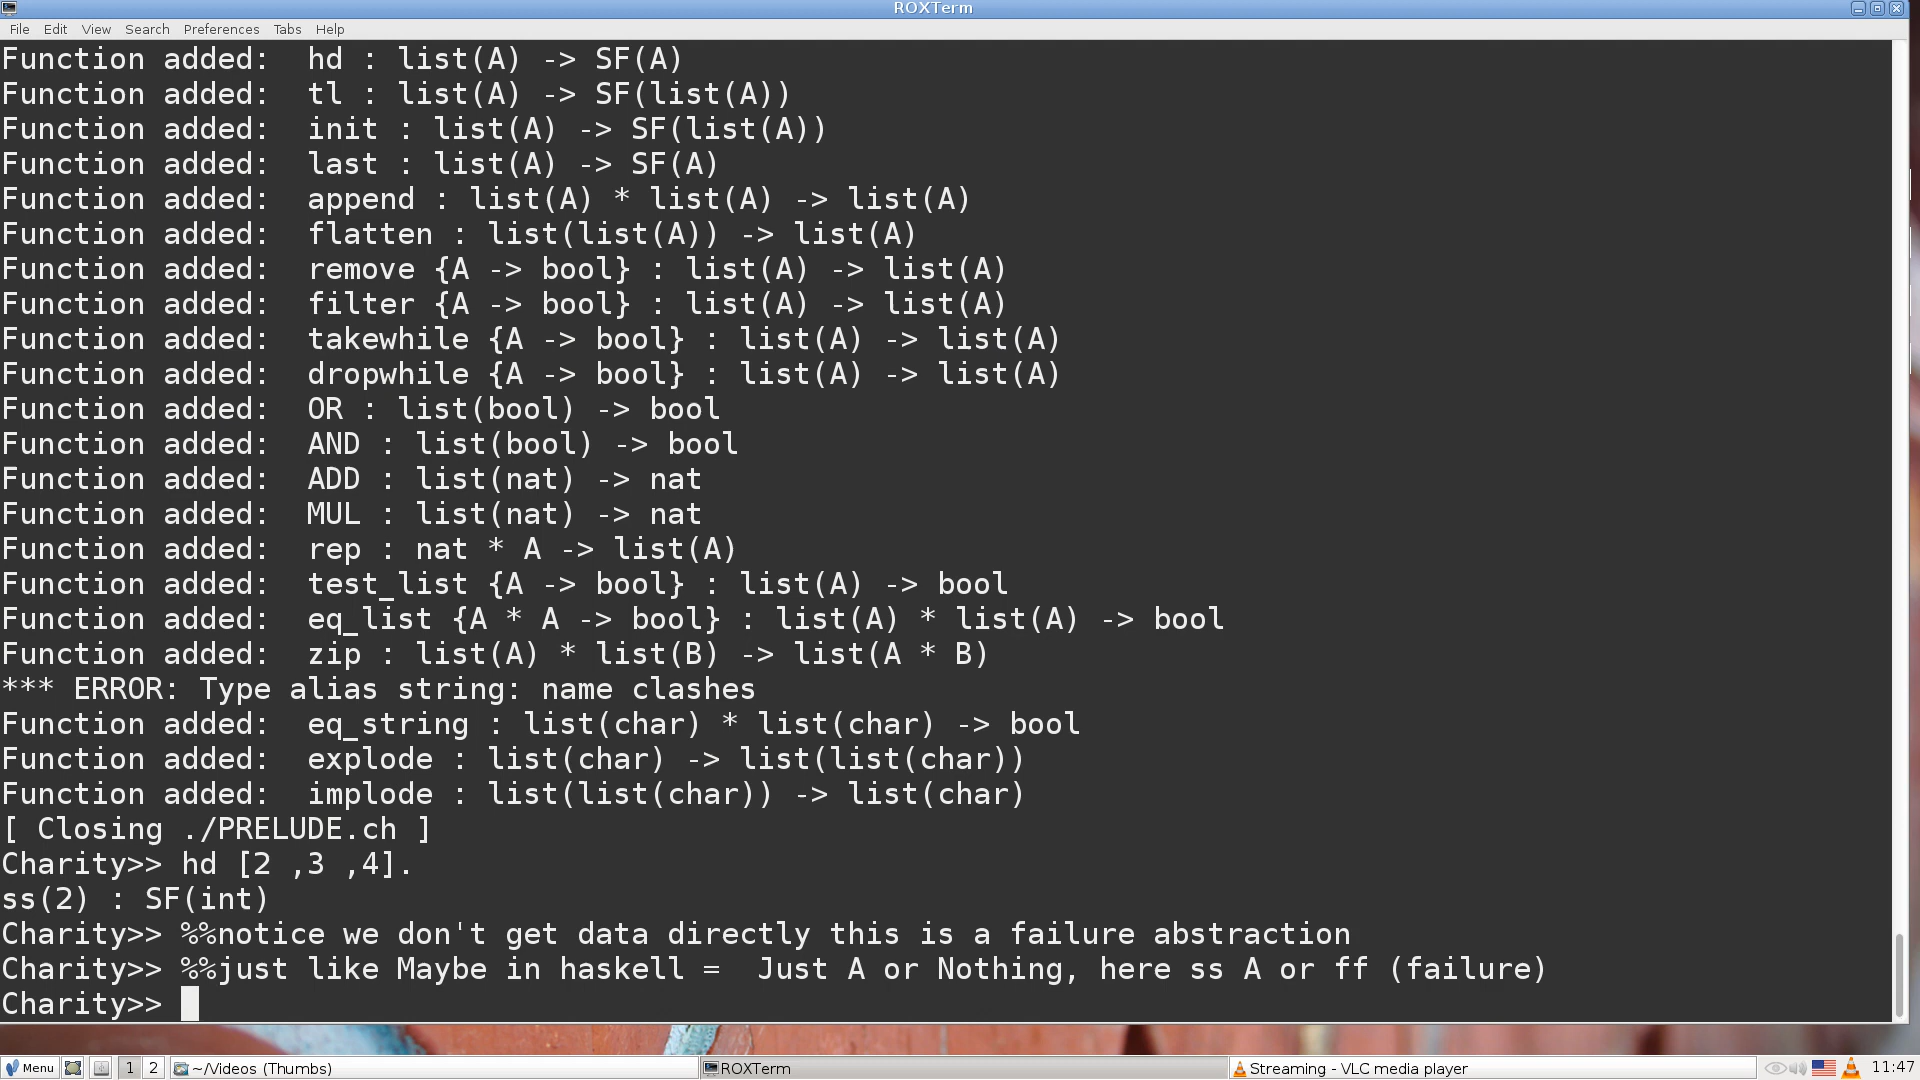 ROXTerm
File Edit View Search Preferences Tabs Help
Function added:  hd : list(A) -> SF(A)
Function added:  tl : list(A) -> SF(list(A))
Function added:  init : list(A) -> SF(list(A))
Function added:  last : list(A) -> SF(A)
Function added:  append : list(A) * list(A) -> list(A)
Function added:  flatten : list(list(A)) -> list(A)
Function added:  remove {A -> bool} : list(A) -> list(A)
Function added:  filter {A -> bool} : list(A) -> list(A)
Function added:  takewhile {A -> bool} : list(A) -> list(A)
Function added:  dropwhile {A -> bool} : list(A) -> list(A)
Function added:  OR : list(bool) -> bool
Function added:  AND : list(bool) -> bool
Function added:  ADD : list(nat) -> nat
Function added:  MUL : list(nat) -> nat
Function added:  rep : nat * A -> list(A)
Function added:  test_list {A -> bool} : list(A) -> bool
Function added:  eq_list {A * A -> bool} : list(A) * list(A) -> bool
Function added:  zip : list(A) * list(B) -> list(A * B)
*** ERROR: Type alias string: name clashes
Function added:  eq_string : list(char) * list(char) -> bool
Function added:  explode : list(char) -> list(list(char))
Function added:  implode : list(list(char)) -> list(char)
[ Closing ./PRELUDE.ch ]
Charity>> hd [2 ,3 ,4].
ss(2) : SF(int)
Charity>> %%notice we don't get data directly this is a failure abstraction
Charity>> %%just like Maybe in haskell =  Just A or Nothing, here ss A or ff (failure)
Charity>>
Menu 1 2 ~/Videos (Thumbs) ROXTerm Streaming - VLC media player 11:47